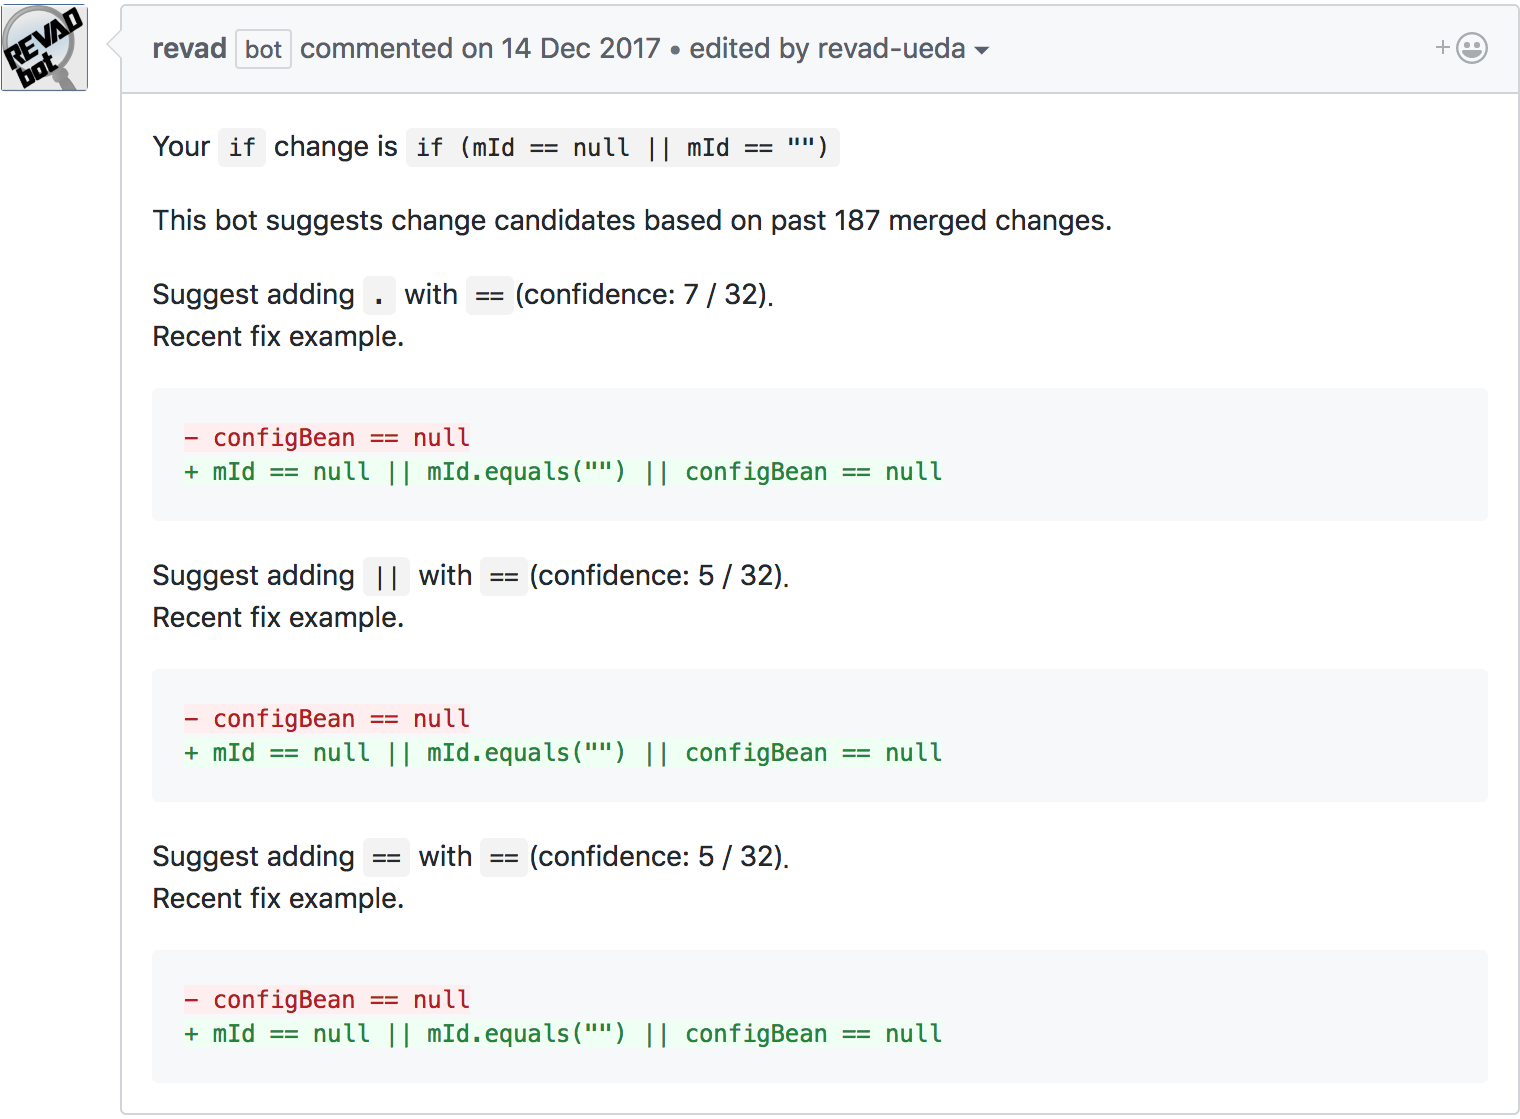 REVAD
bot
revad bot commented on 14 Dec 2017 • edited by revad-ueda
Your if change is if (mId == null || mId == "")
This bot suggests change candidates based on past 187 merged changes.
Suggest adding . with == (confidence: 7 / 32).
Recent fix example.
- configBean == null
+ mId == null || mId.equals("") || configBean == null
Suggest adding || with == (confidence: 5 / 32).
Recent fix example.
- configBean == null
+ mId == null || mId.equals("") || configBean == null
Suggest adding == with == (confidence: 5 / 32).
Recent fix example.
- configBean == null
+ mId == null || mId.equals("") || configBean == null